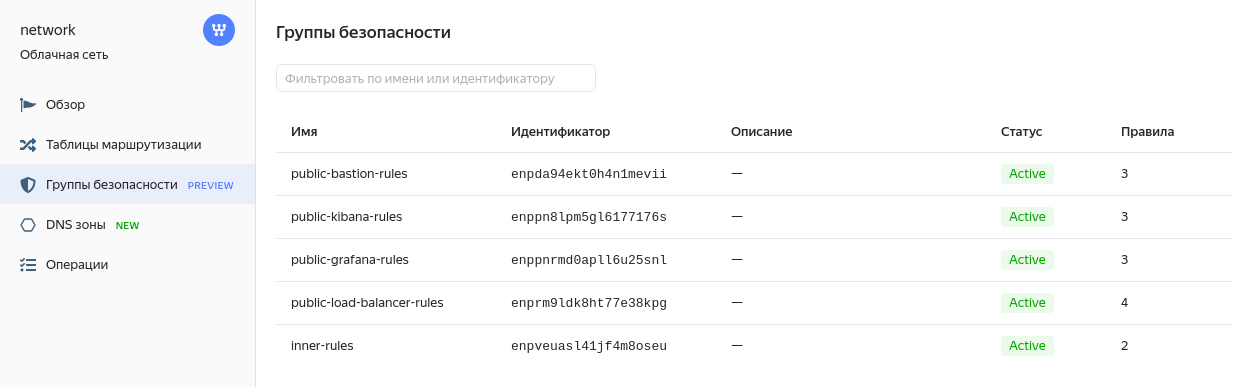 network
Облачная сеть
Обзор
Таблицы маршрутизации
Группы безопасности PREVIEW
DNS зоны NEW
Операции
Группы безопасности
Фильтровать по имени или идентификатору
Имя Идентификатор Описание Статус Правила
public-bastion-rules enpda94ekt0h4n1mevii — Active 3
public-kibana-rules enppn8lpm5gl6177176s — Active 3
public-grafana-rules enppnrmd0apll6u25snl — Active 3
public-load-balancer-rules enprm9ldk8ht77e38kpg — Active 4
inner-rules enpveuasl41jf4m8oseu — Active 2